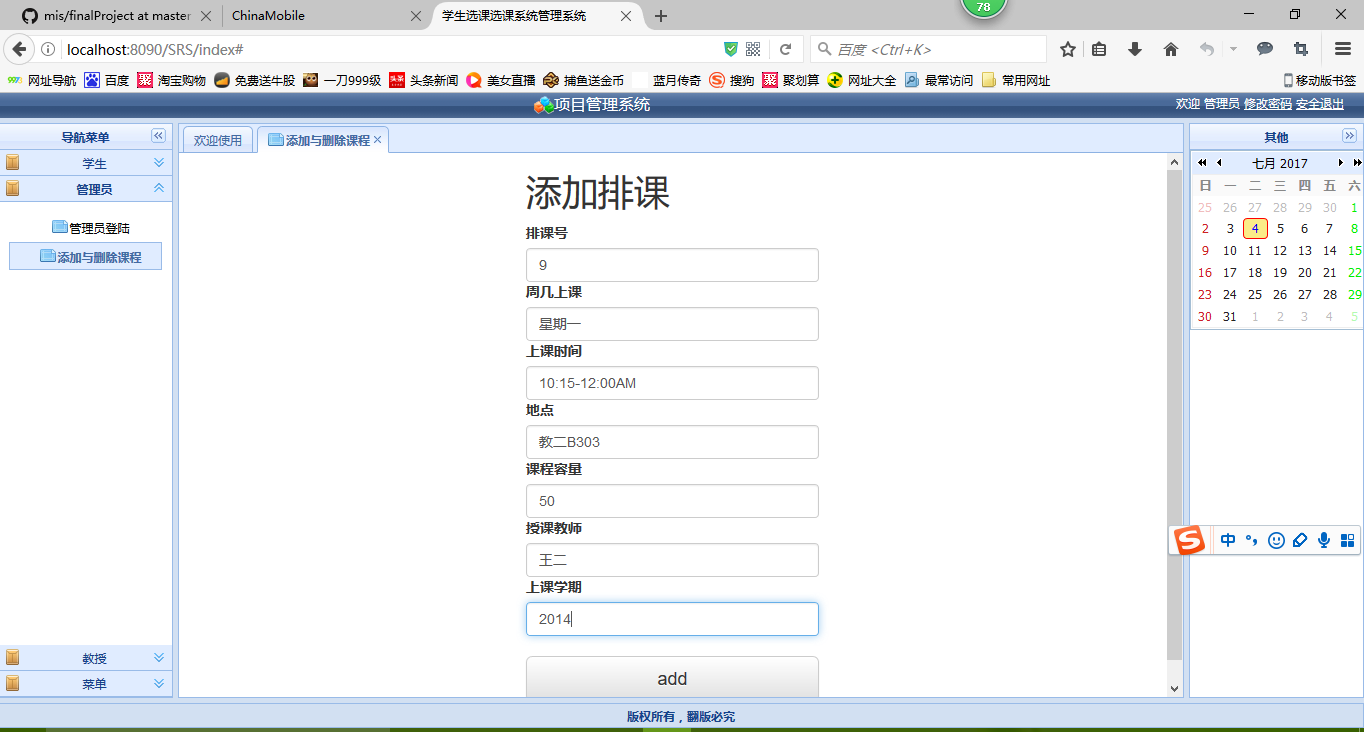 mis/finalProject at master
ChinaMobile
学生选课选课系统管理系统
78
localhost:8090/SRS/index#
百度 <Ctrl+K>
网址导航 百度 淘宝购物 免费送牛股 一刀999级 头条新闻 美女直播 捕鱼送金币 蓝月传奇 搜狗 聚划算 网址大全 最常访问 常用网址 移动版书签
项目管理系统
欢迎 管理员 修改密码 安全退出
导航菜单
学生
管理员
管理员登陆
添加与删除课程
教授
菜单
欢迎使用
添加与删除课程
添加排课
排课号
9
周几上课
星期一
上课时间
10:15-12:00AM
地点
教二B303
课程容量
50
授课教师
王二
上课学期
2014
add
其他
七月 2017
日 一 二 三 四 五 六
25 26 27 28 29 30 1
2 3 4 5 6 7 8
9 10 11 12 13 14 15
16 17 18 19 20 21 22
23 24 25 26 27 28 29
30 31 1 2 3 4 5
中
版权所有，翻版必究